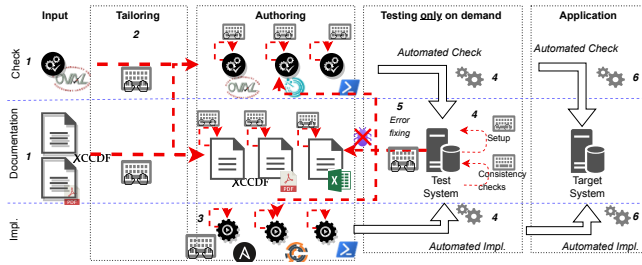 Input
Tailoring
Authoring
Testing only on demand
Application
2
Check
1
OVAL
OVAL
Automated Check
4
Automated Check
6
Documentation
1
XCCDF
PDF
XCCDF
PDF
5
Error
fixing
4
Setup
Consistency
checks
Test
System
Target
System
Impl.
3
A
4
Automated Impl.
6
Automated Impl.